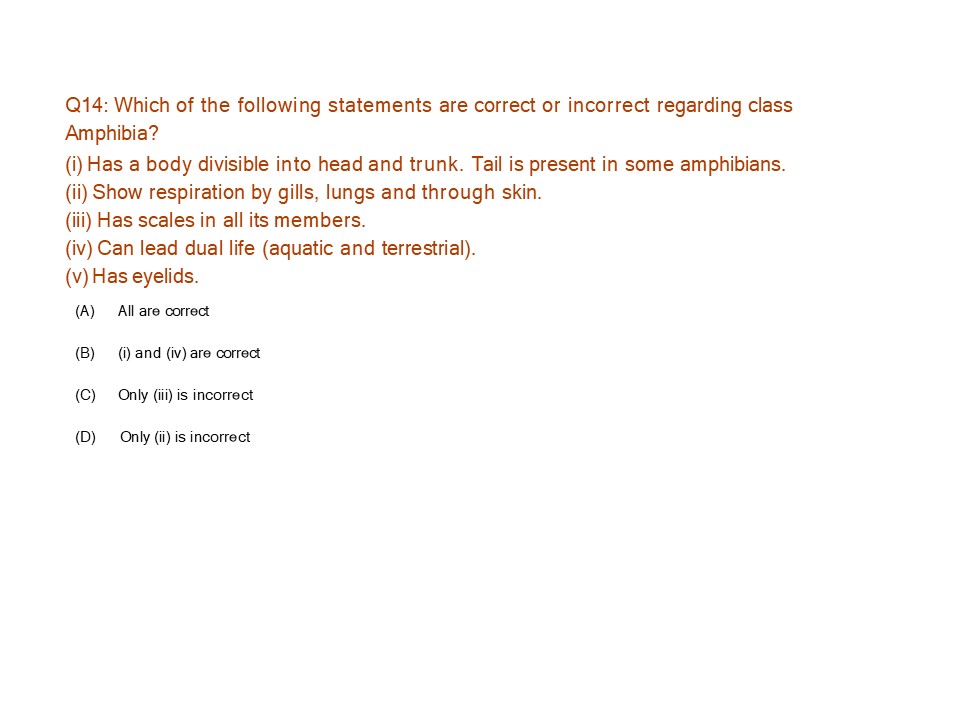 Q14: Which of the following statements are correct or incorrect regarding class
Amphibia?
(i) Has a body divisible into head and trunk. Tail is present in some amphibians.
(ii) Show respiration by gills, lungs and through skin.
(iii) Has scales in all its members.
(iv) Can lead dual life (aquatic and terrestrial).
(v) Has eyelids.
(A) All are correct
(B) (i) and (iv) are correct
(C) Only (iii) is incorrect
(D) Only (ii) is incorrect